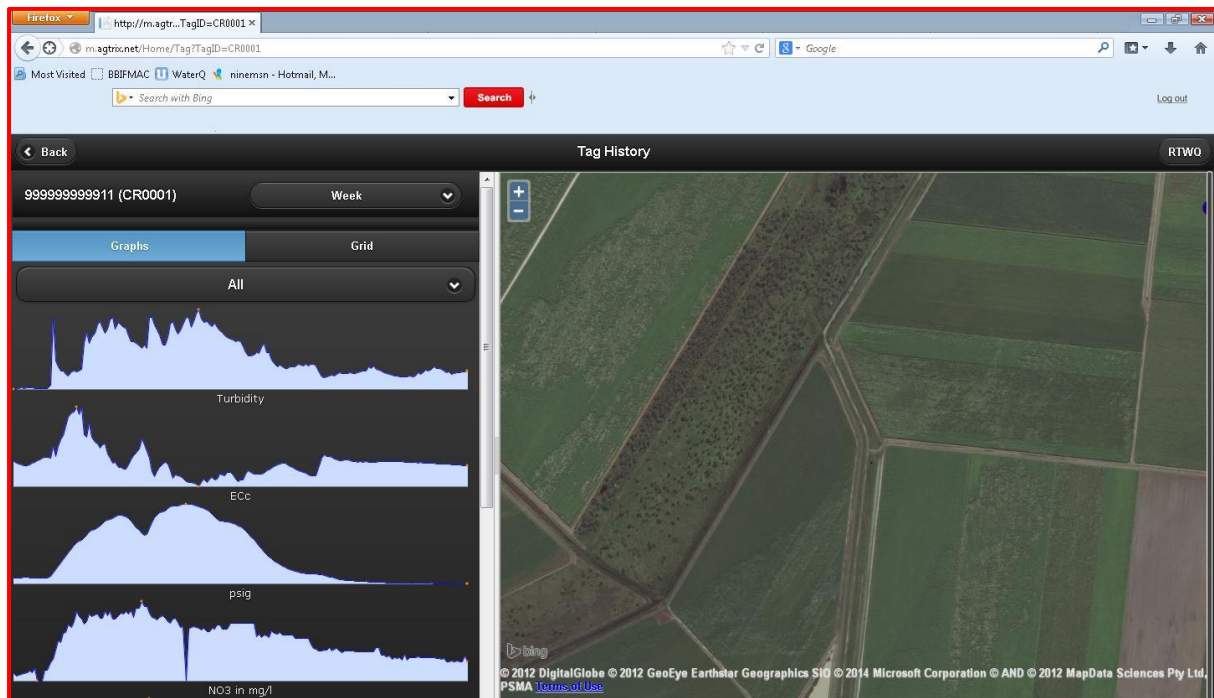 Firefox
http://m.agtr...TagID=CR0001 ×
m.agtrix.net/Home/Tag?TagID=CR0001
Google
Most Visited BBIFMAC WaterQ ninemsn - Hotmail, M...
Search with Bing Search
Log out
Back Tag History RTWQ
999999999911 (CR0001) Week
Graphs Grid
All
Turbidity
ECc
psig
NO3 in mg/l
bing
© 2012 DigitalGlobe © 2012 GeoEye Earthstar Geographics SIO © 2014 Microsoft Corporation © AND © 2012 MapData Sciences Pty Ltd,
PSMA Terms of Use